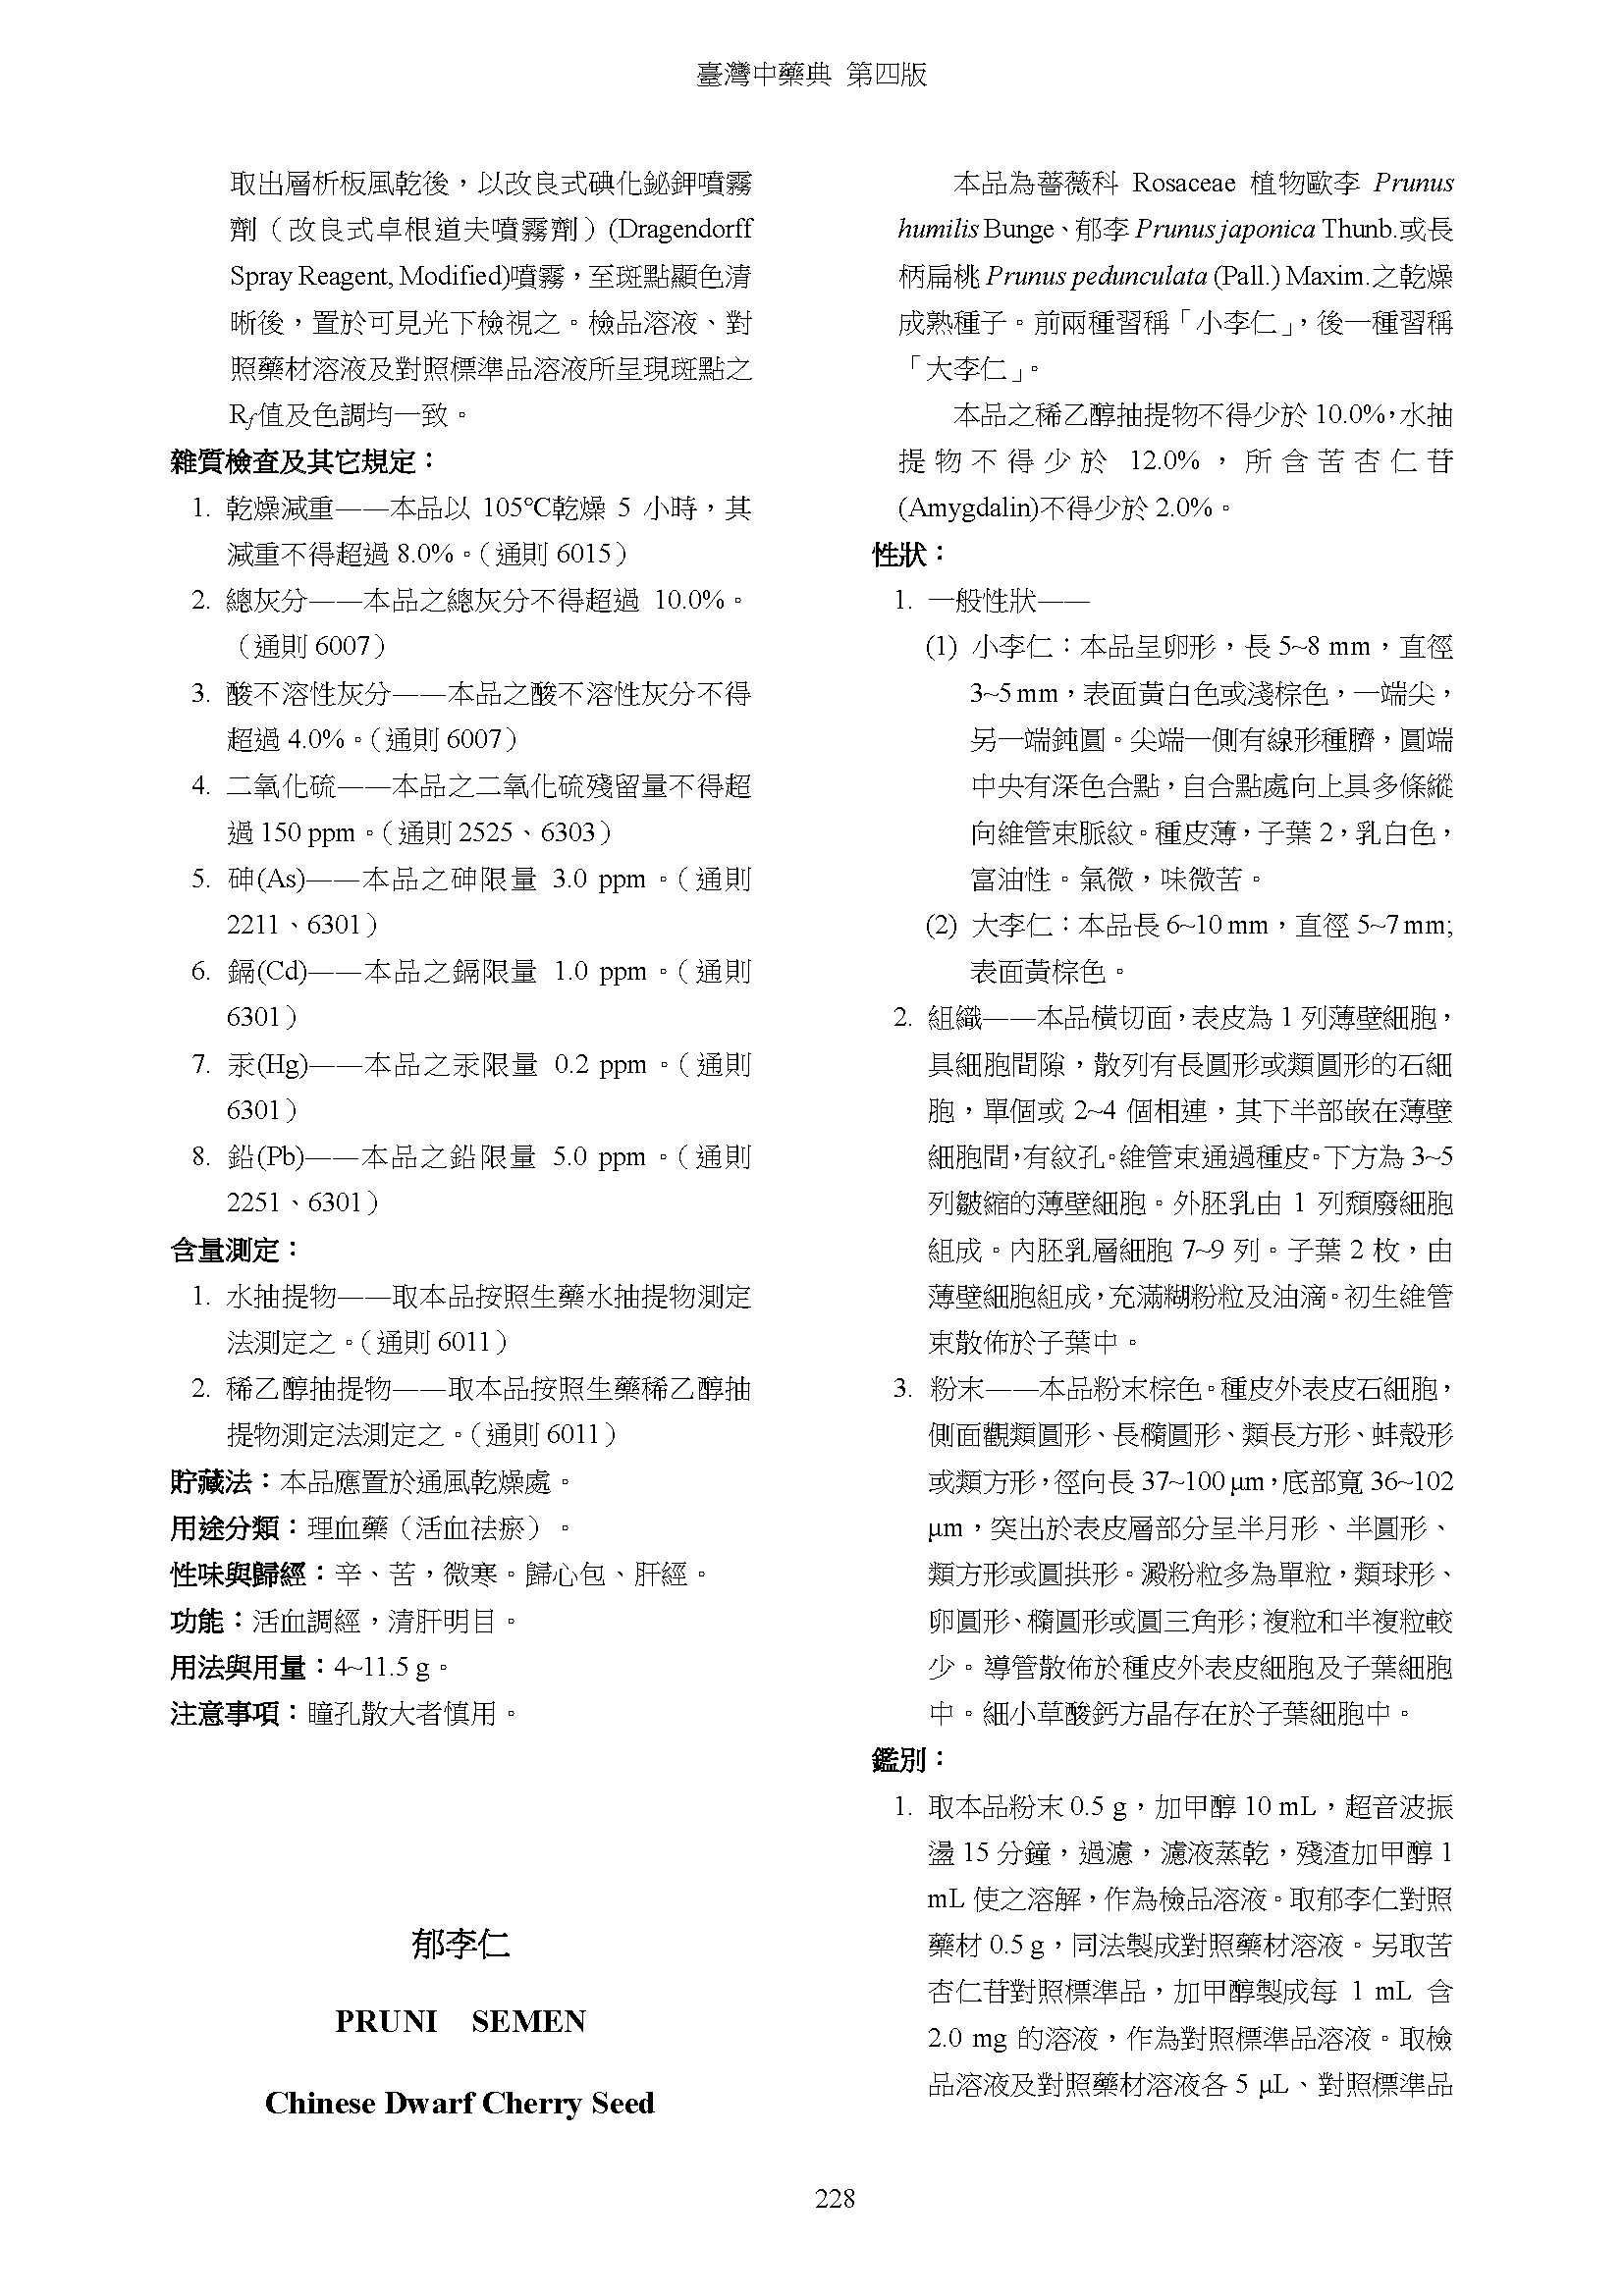 臺灣中藥典 第四版
取出層析板風乾後，以改良式碘化鉍鉀噴霧
劑（改良式卓根道夫噴霧劑）(Dragendorff
Spray Reagent, Modified)噴霧，至斑點顯色清
晰後，置於可見光下檢視之。檢品溶液、對
照藥材溶液及對照標準品溶液所呈現斑點之
Rf值及色調均一致。
雜質檢查及其它規定：
1. 乾燥減重——本品以 105°C乾燥 5 小時，其
減重不得超過 8.0%。（通則 6015）
2. 總灰分——本品之總灰分不得超過 10.0%。
（通則 6007）
3. 酸不溶性灰分——本品之酸不溶性灰分不得
超過 4.0%。（通則 6007）
4. 二氧化硫——本品之二氧化硫殘留量不得超
過 150 ppm。（通則 2525、6303）
5. 砷(As)——本品之砷限量 3.0 ppm。（通則
2211、6301）
6. 鎘(Cd)——本品之鎘限量 1.0 ppm。（通則
6301）
7. 汞(Hg)——本品之汞限量 0.2 ppm。（通則
6301）
8. 鉛(Pb)——本品之鉛限量 5.0 ppm。（通則
2251、6301）
含量測定：
1. 水抽提物——取本品按照生藥水抽提物測定
法測定之。（通則 6011）
2. 稀乙醇抽提物——取本品按照生藥稀乙醇抽
提物測定法測定之。（通則 6011）
貯藏法：本品應置於通風乾燥處。
用途分類：理血藥（活血祛瘀）。
性味與歸經：辛、苦，微寒。歸心包、肝經。
功能：活血調經，清肝明目。
用法與用量：4~11.5 g。
注意事項：瞳孔散大者慎用。
郁李仁
PRUNI SEMEN
Chinese Dwarf Cherry Seed
本品為薔薇科 Rosaceae 植物歐李 Prunus
humilis Bunge、郁李 Prunus japonica Thunb.或長
柄扁桃 Prunus pedunculata (Pall.) Maxim.之乾燥
成熟種子。前兩種習稱「小李仁」，後一種習稱
「大李仁」。
本品之稀乙醇抽提物不得少於 10.0%，水抽
提物不得少於 12.0%，所含苦杏仁苷
(Amygdalin)不得少於 2.0%。
性狀：
1. 一般性狀——
(1) 小李仁：本品呈卵形，長 5~8 mm，直徑
3~5 mm，表面黃白色或淺棕色，一端尖，
另一端鈍圓。尖端一側有線形種臍，圓端
中央有深色合點，自合點處向上具多條縱
向維管束脈紋。種皮薄，子葉 2，乳白色，
富油性。氣微，味微苦。
(2) 大李仁：本品長 6~10 mm，直徑 5~7 mm;
表面黃棕色。
2. 組織——本品橫切面，表皮為 1 列薄壁細胞，
具細胞間隙，散列有長圓形或類圓形的石細
胞，單個或 2~4 個相連，其下半部嵌在薄壁
細胞間，有紋孔。維管束通過種皮。下方為 3~5
列皺縮的薄壁細胞。外胚乳由 1 列頹廢細胞
組成。內胚乳層細胞 7~9 列。子葉 2 枚，由
薄壁細胞組成，充滿糊粉粒及油滴。初生維管
束散佈於子葉中。
3. 粉末——本品粉末棕色。種皮外表皮石細胞，
側面觀類圓形、長橢圓形、類長方形、蚌殼形
或類方形，徑向長 37~100 μm，底部寬 36~102
μm，突出於表皮層部分呈半月形、半圓形、
類方形或圓拱形。澱粉粒多為單粒，類球形、
卵圓形、橢圓形或圓三角形；複粒和半複粒較
少。導管散佈於種皮外表皮細胞及子葉細胞
中。細小草酸鈣方晶存在於子葉細胞中。
鑑別：
1. 取本品粉末 0.5 g，加甲醇 10 mL，超音波振
盪 15 分鐘，過濾，濾液蒸乾，殘渣加甲醇 1
mL 使之溶解，作為檢品溶液。取郁李仁對照
藥材 0.5 g，同法製成對照藥材溶液。另取苦
杏仁苷對照標準品，加甲醇製成每 1 mL 含
2.0 mg 的溶液，作為對照標準品溶液。取檢
品溶液及對照藥材溶液各 5 μL、對照標準品
228